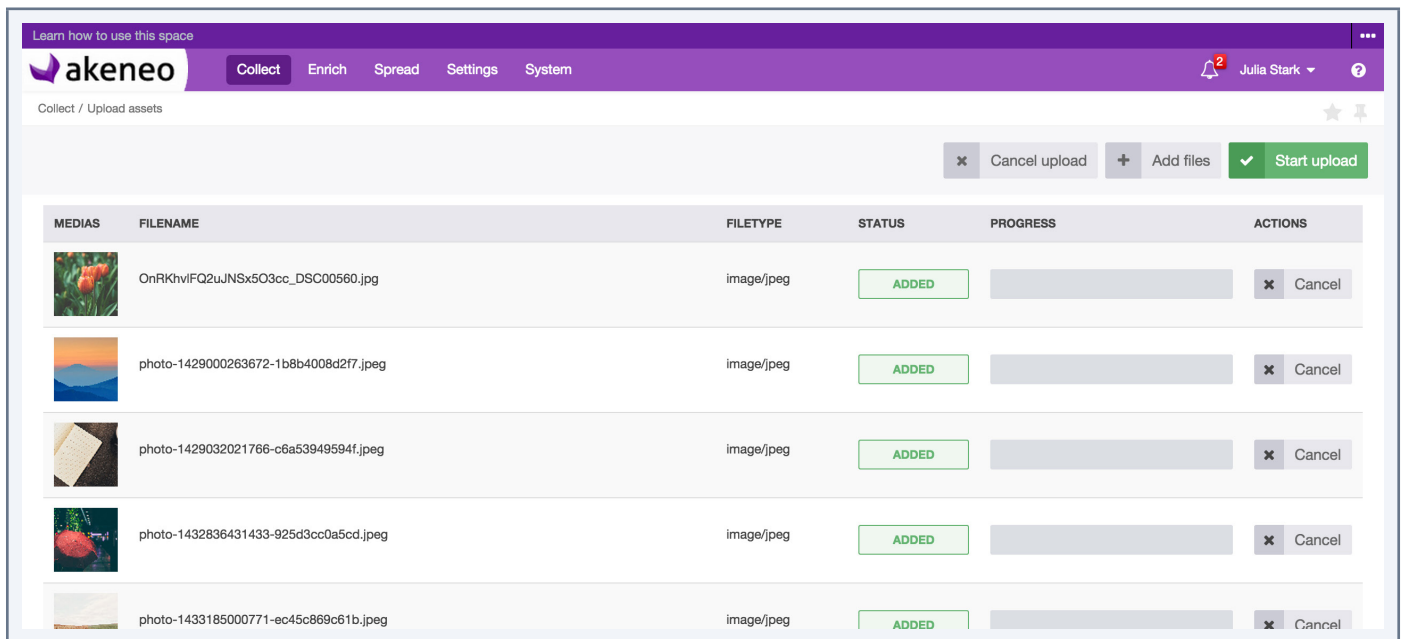 Learn how to use this space
akeneo Collect Enrich Spread Settings System 2 Julia Stark
Collect / Upload assets
Cancel upload Add files Start upload
MEDIAS FILENAME FILETYPE STATUS PROGRESS ACTIONS
OnRKhvlFQ2uJNSx5O3cc_DSC00560.jpg image/jpeg ADDED Cancel
photo-1429000263672-1b8b4008d2f7.jpeg image/jpeg ADDED Cancel
photo-1429032021766-c6a53949594f.jpeg image/jpeg ADDED Cancel
photo-1432836431433-925d3cc0a5cd.jpeg image/jpeg ADDED Cancel
photo-1433185000771-ec45c869c61b.jpeg image/jpeg ADDED Cancel